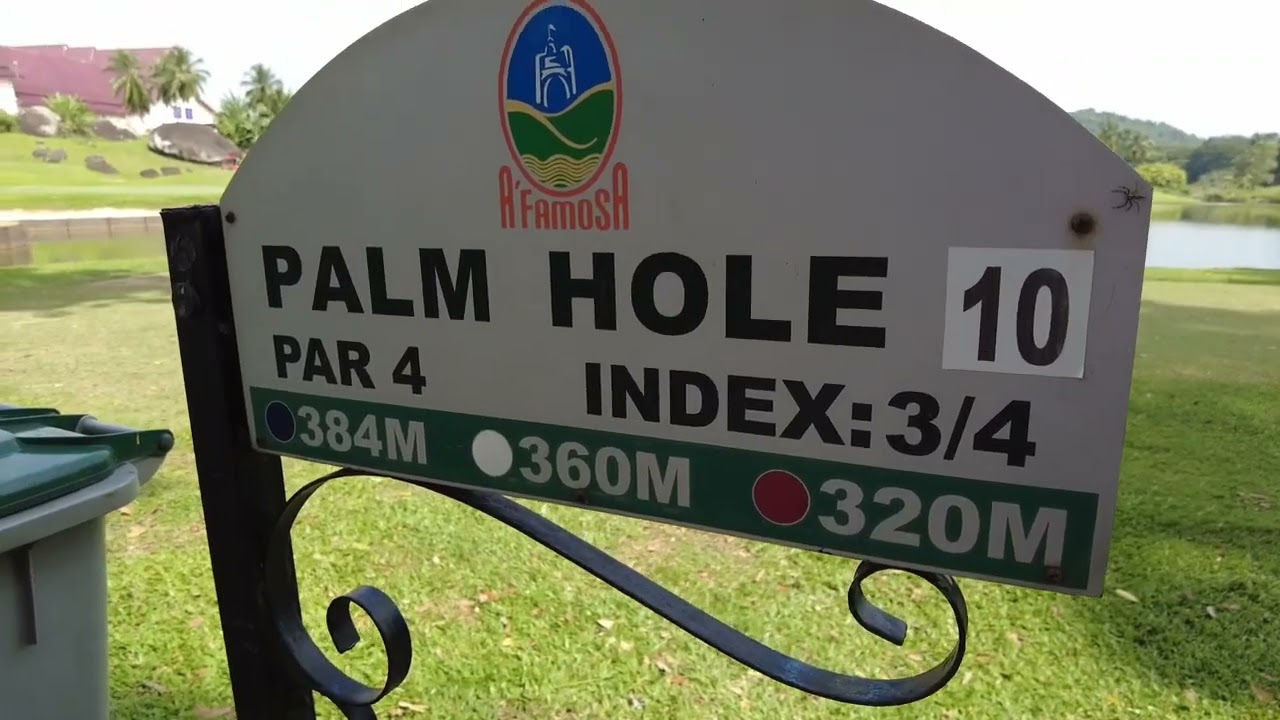 A'FAMOSA
PALM HOLE 10
PAR 4 INDEX: 3/4
384M 360M 320M